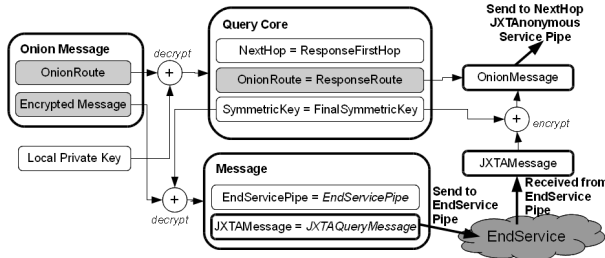 Onion Message
OnionRoute
Encrypted Message
Local Private Key
decrypt
+
Query Core
NextHop = ResponseFirstHop
OnionRoute = ResponseRoute
SymmetricKey = FinalSymmetricKey
+
decrypt
Message
EndServicePipe = EndServicePipe
JXTAMessage = JXTAQueryMessage
Send to
EndService
Pipe
EndService
Received from
EndService
Pipe
JXTAMessage
+
encrypt
OnionMessage
Send to NextHop
JXTAnonymous
Service Pipe